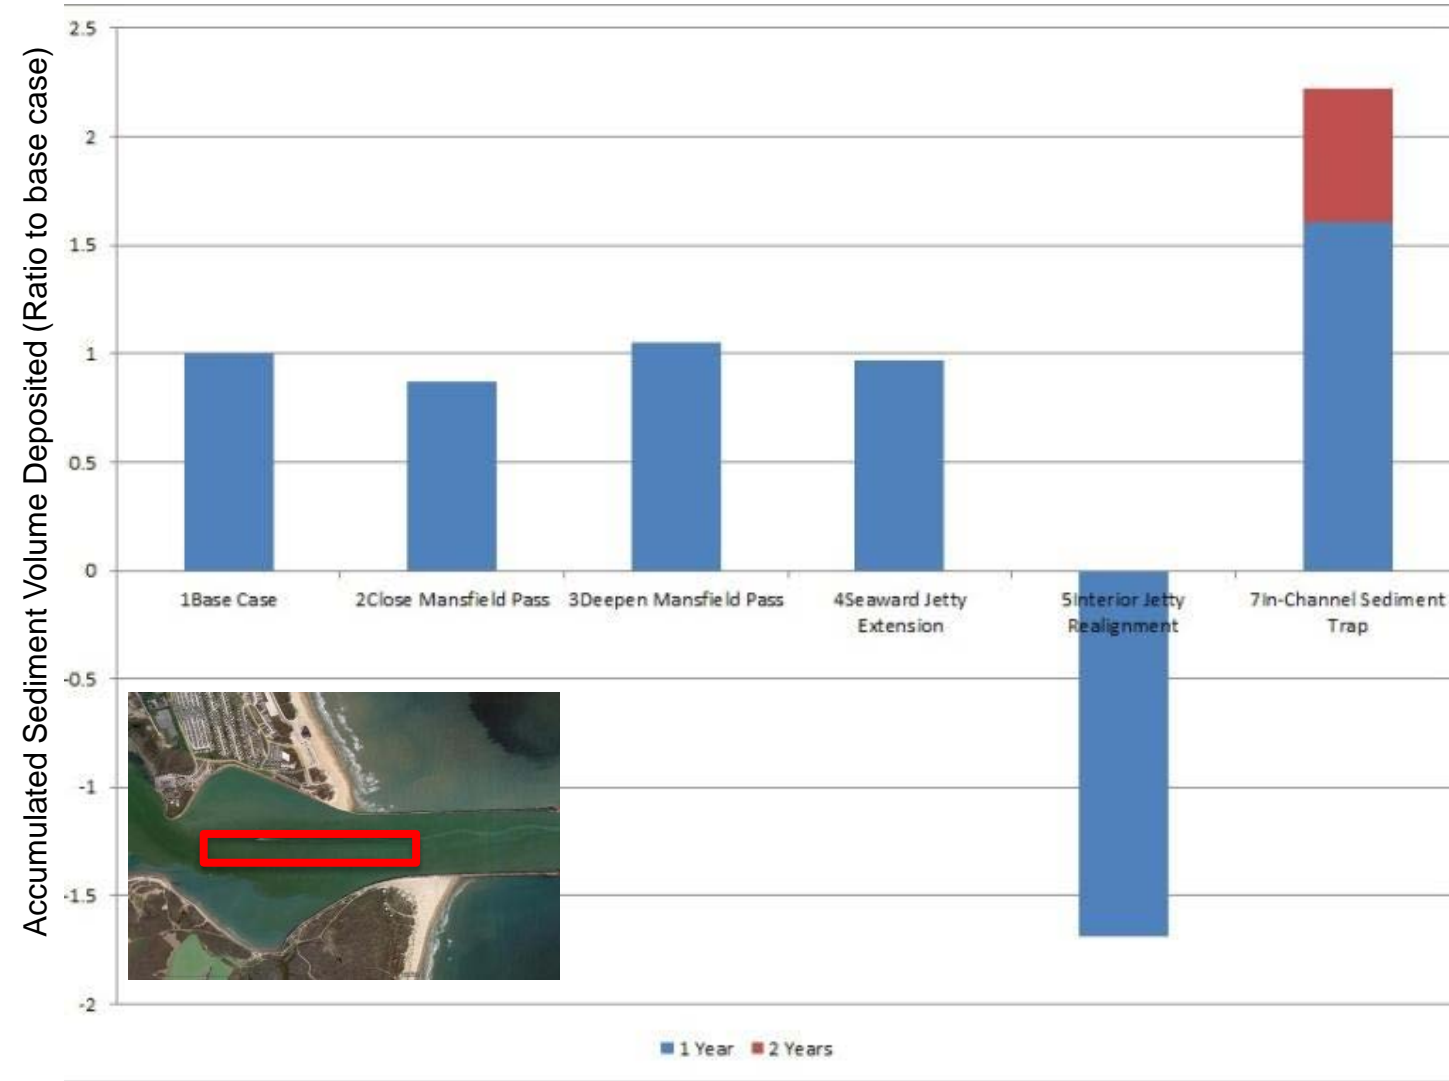 Accumulated Sediment Volume Deposited (Ratio to base case)
2.5
2
1.5
1
0.5
0
-0.5
-1
-1.5
-2
1Base Case
2Close Mansfield Pass
3Deepen Mansfield Pass
4Seaward Jetty
Extension
5Interior Jetty
Realignment
7In-Channel Sediment
Trap
1 Year
2 Years